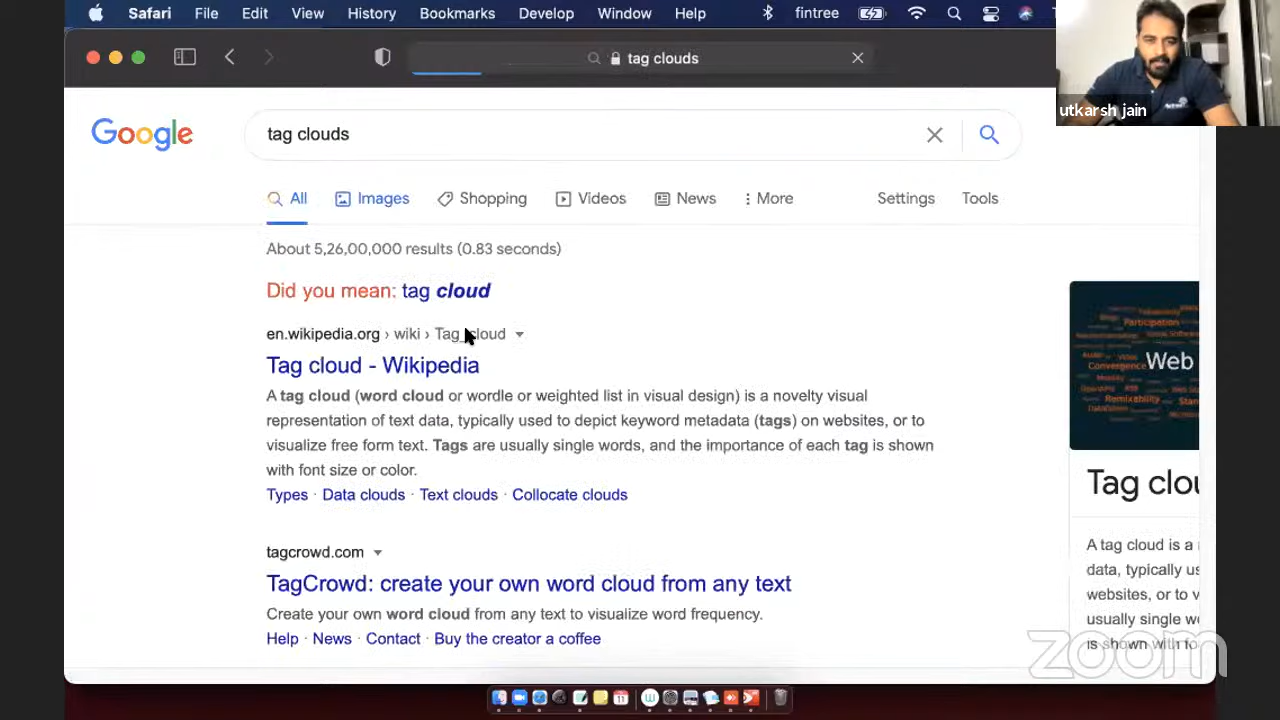 Safari File Edit View History Bookmarks Develop Window Help fintree
tag clouds
utkarsh jain
Google
tag clouds
All Images Shopping Videos News More Settings Tools
About 5,26,00,000 results (0.83 seconds)
Did you mean: tag cloud
en.wikipedia.org › wiki › Tag_cloud
Tag cloud - Wikipedia
A tag cloud (word cloud or wordle or weighted list in visual design) is a novelty visual
representation of text data, typically used to depict keyword metadata (tags) on websites, or to
visualize free form text. Tags are usually single words, and the importance of each tag is shown
with font size or color.
Types · Data clouds · Text clouds · Collocate clouds
tagcrowd.com
TagCrowd: create your own word cloud from any text
Create your own word cloud from any text to visualize word frequency.
Help · News · Contact · Buy the creator a coffee
Participation
Web
Convergence
Remixability
Tag clou
A tag cloud is a
data, typically us
websites, or to v
usually single wo
is shown with fo
zoom